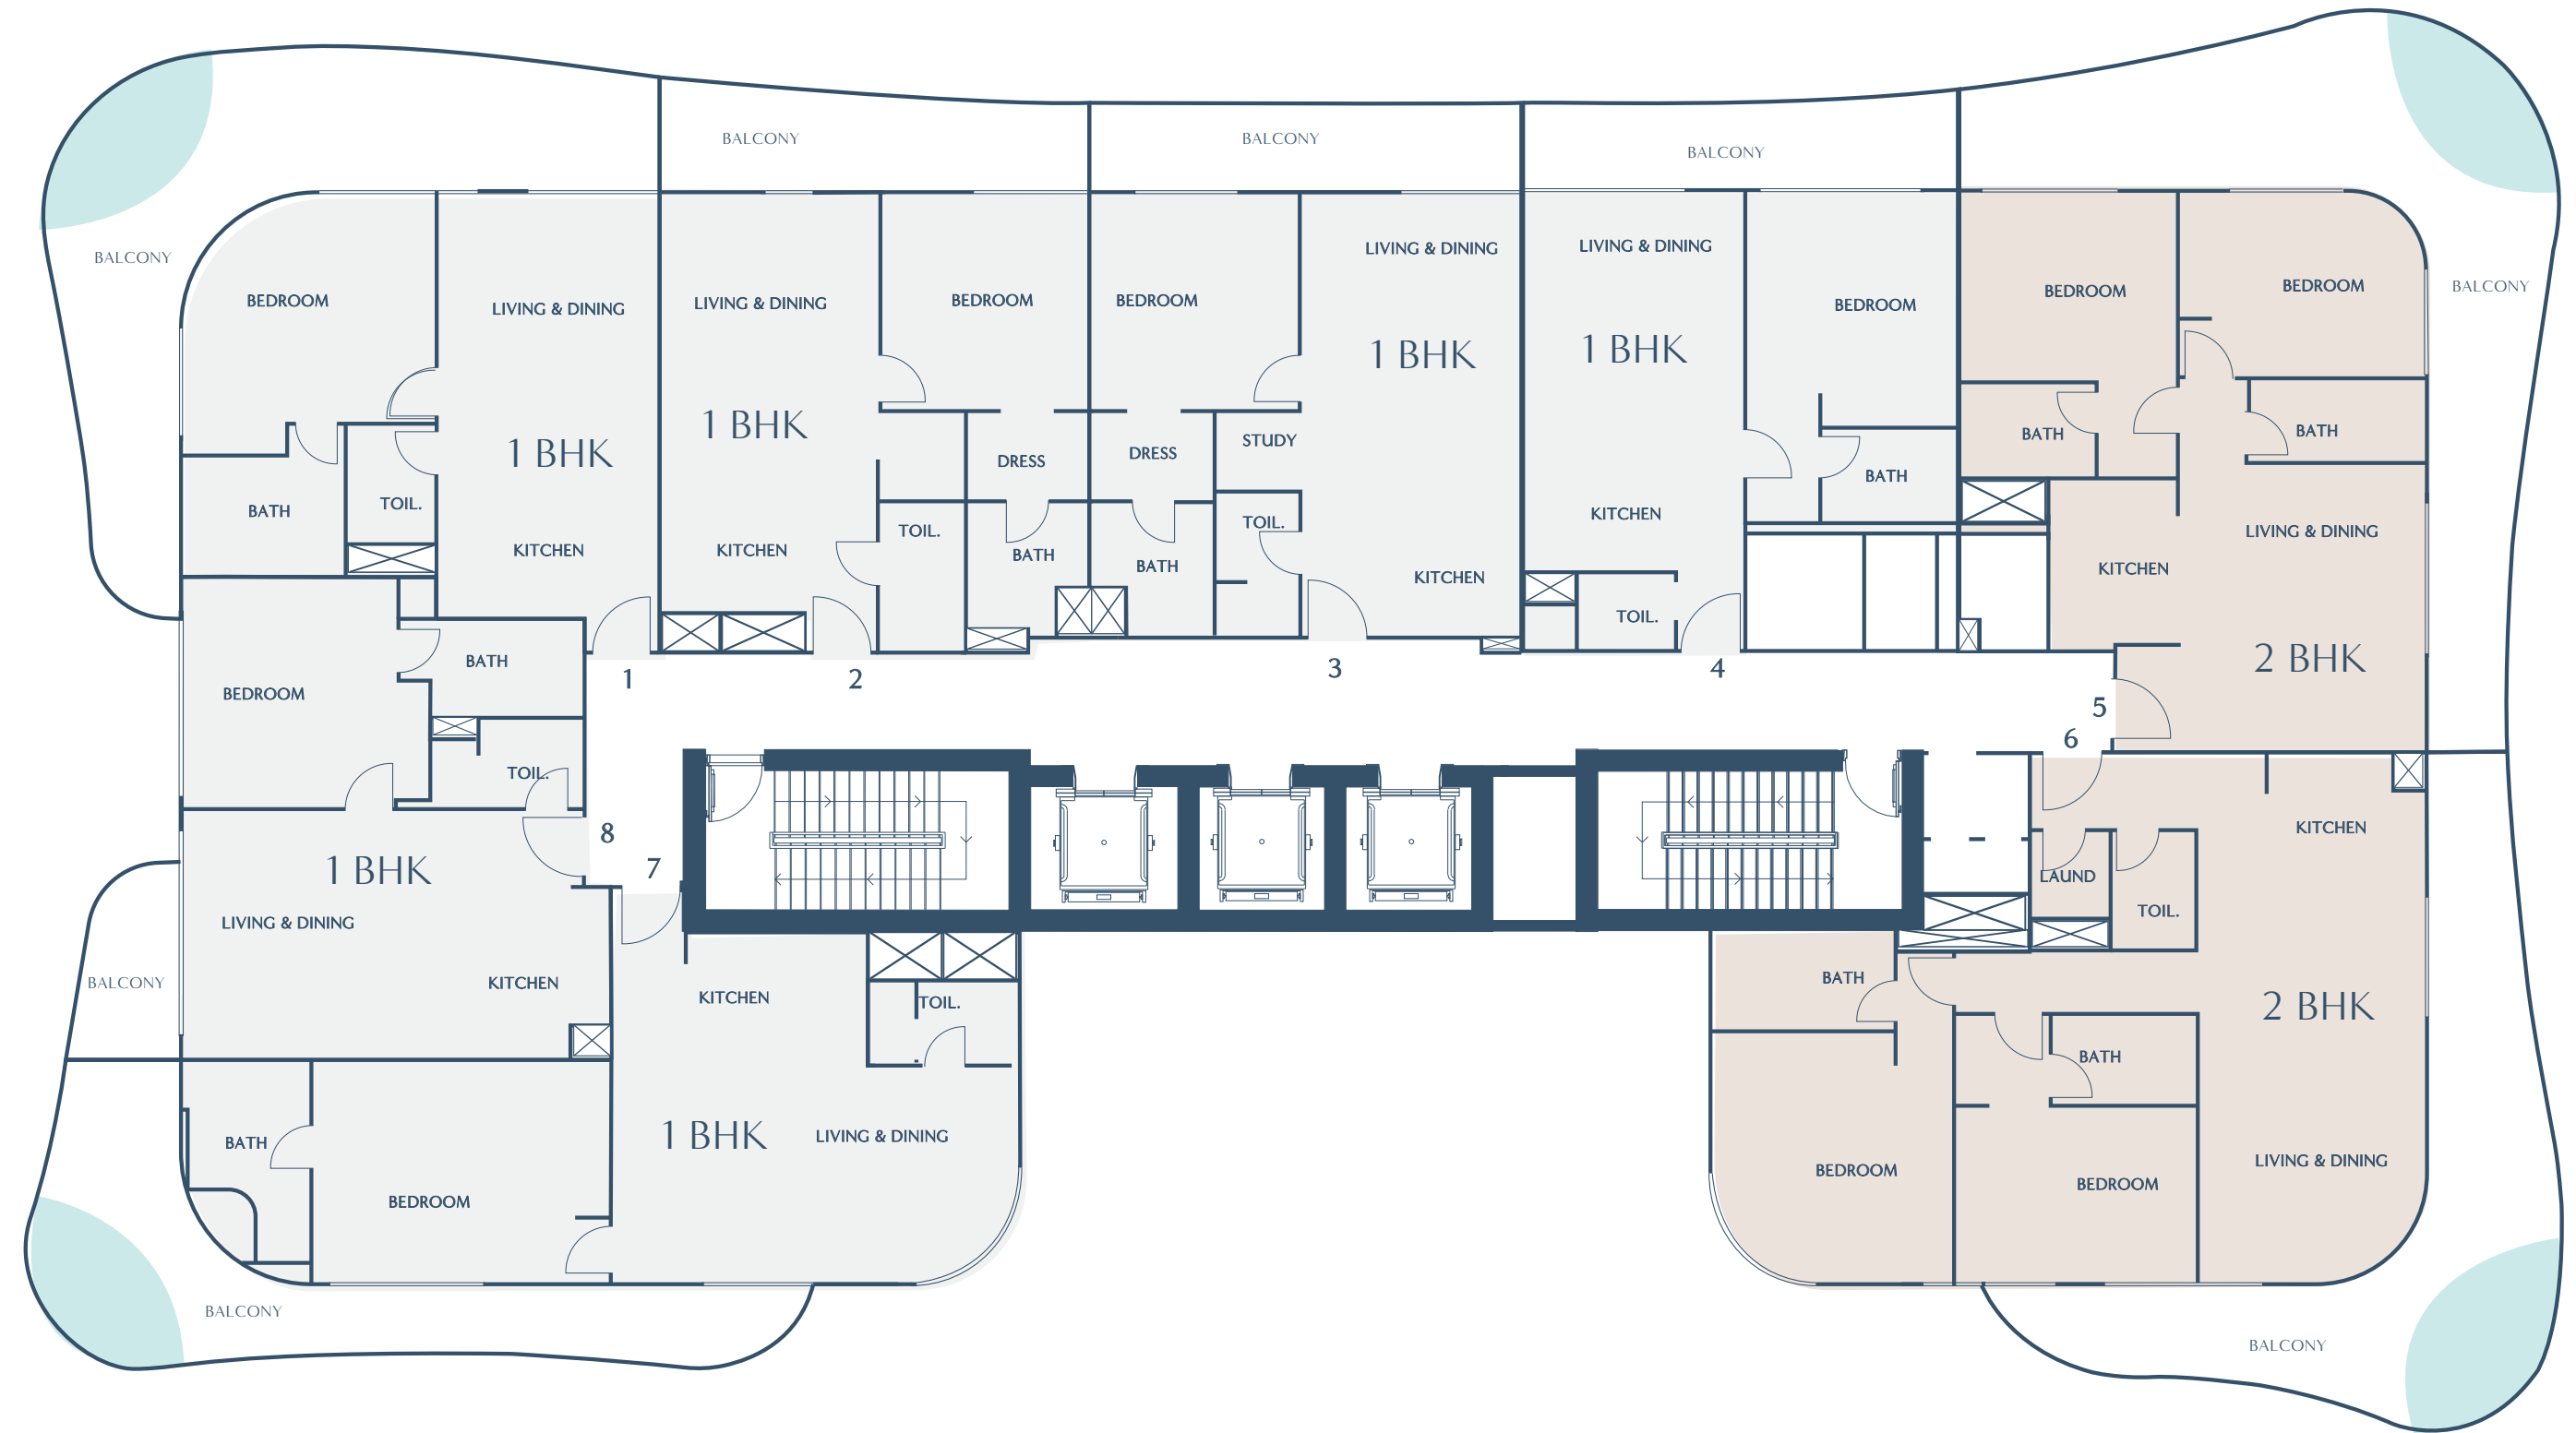 BALCONY
BALCONY
BALCONY
BALCONY
BEDROOM
LIVING & DINING
1 BHK
BATH
TOIL.
KITCHEN
1
BALCONY
LIVING & DINING
BEDROOM
1 BHK
DRESS
TOIL.
KITCHEN
BATH
2
BEDROOM
LIVING & DINING
1 BHK
STUDY
DRESS
TOIL.
BATH
KITCHEN
3
LIVING & DINING
BEDROOM
1 BHK
BATH
KITCHEN
TOIL.
4
BALCONY
BEDROOM
BEDROOM
BATH
BATH
LIVING & DINING
KITCHEN
2 BHK
5
6
KITCHEN
LAUND
TOIL.
BATH
2 BHK
BATH
BEDROOM
BEDROOM
LIVING & DINING
BALCONY
BEDROOM
BATH
TOIL.
8
1 BHK
LIVING & DINING
KITCHEN
BALCONY
7
KITCHEN
TOIL.
1 BHK
LIVING & DINING
BATH
BEDROOM
BALCONY